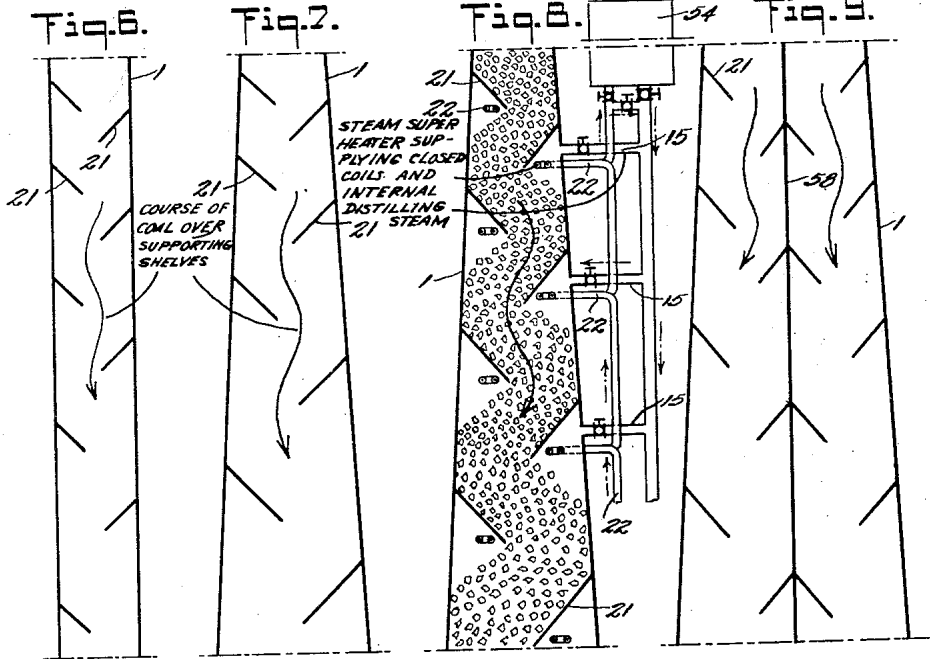 Fig.6.
Fig.7.
Fig.8.
Fig.9.
54
1
1
21
21
22
STEAM SUPER
HEATER SUP-
PLYING CLOSED
COILS AND
INTERNAL
DISTILLING
STEAM
21
21
21
21
COURSE OF
COAL OVER
SUPPORTING
SHELVES
15
22
58
1
1
15
22
15
22
21